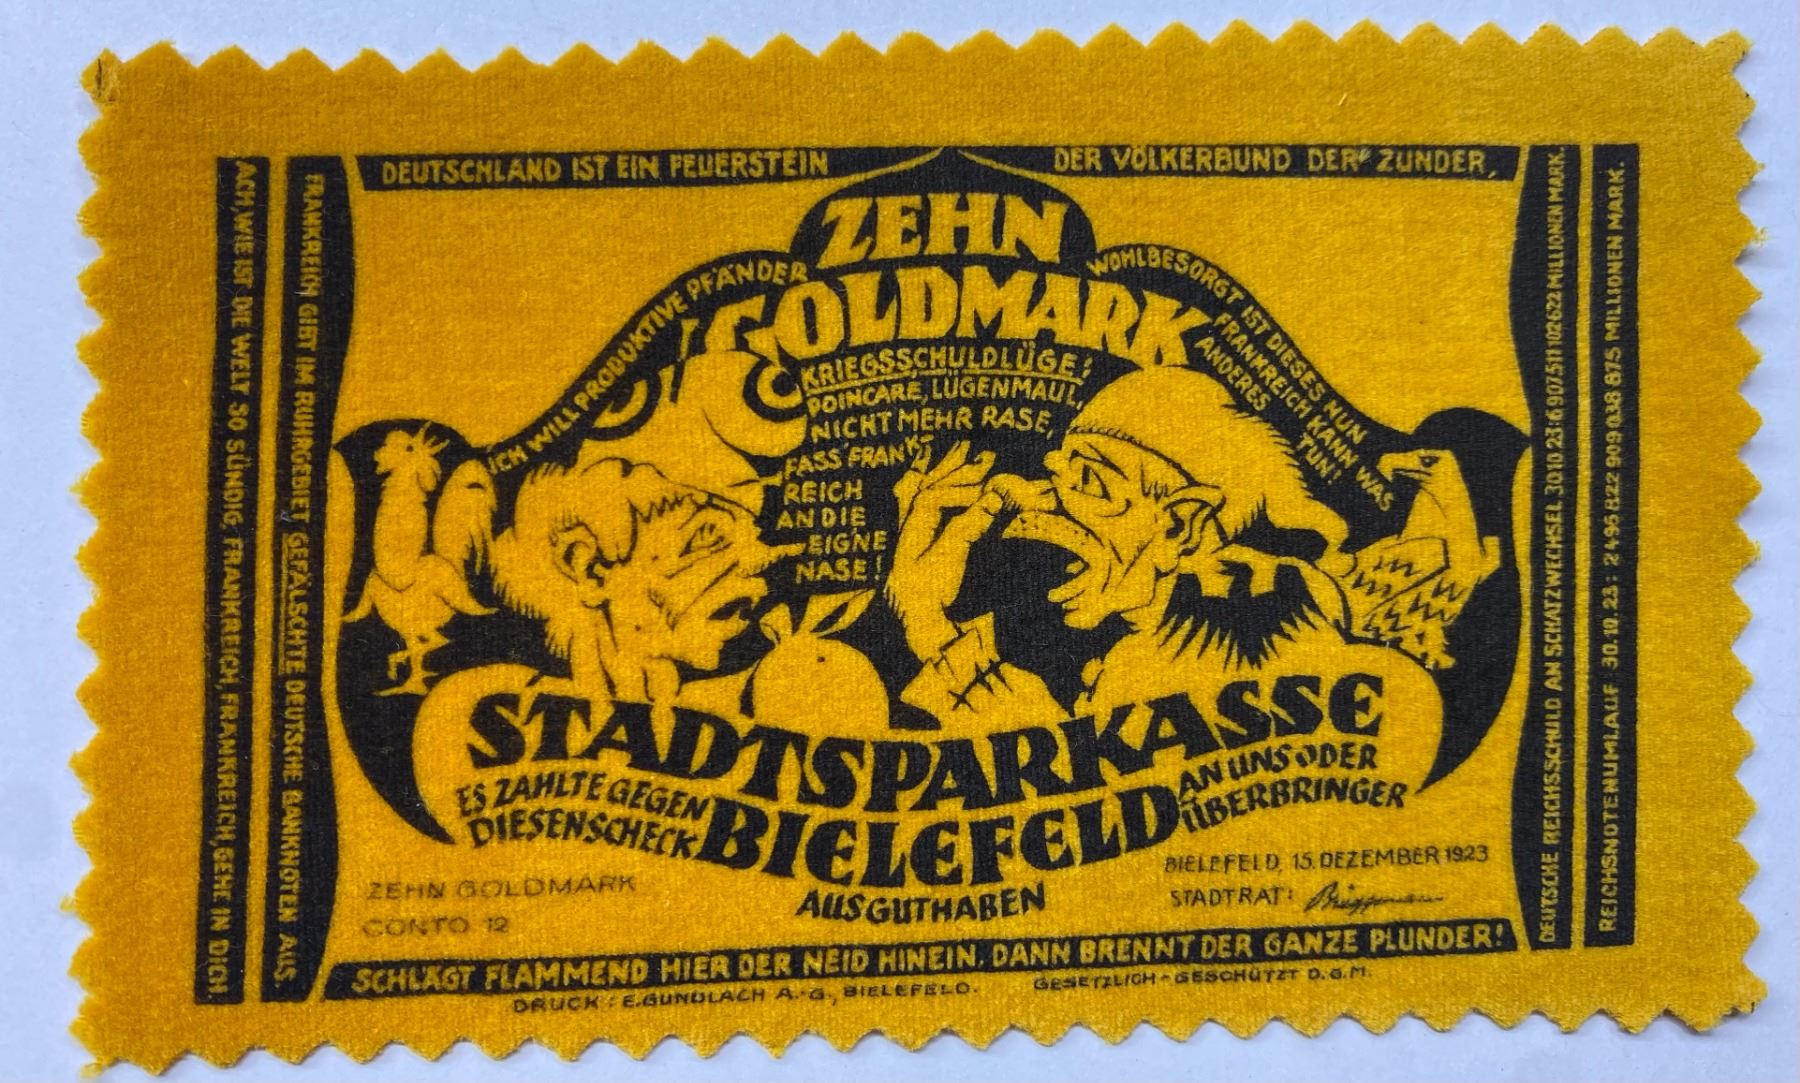 DEUTSCHLAND IST EIN FEUERSTEIN
DER VÖLKERBUND DER ZUNDER,
ACH, WIE IST DIE WELT SO SÜNDIG, FRANKREICH, FRANKREICH, GEHE IN DICH.
FRANKREICH GIBT IM RUHRGEBIET GEFÄLSCHTE DEUTSCHE BANKNOTEN AUS.
ZEHN
GOLDMARK
ICH WILL PRODUKTIVE PFÄNDER
WOHLBESORGT IST DIESES NUN
FRANKREICH KANN WAS
ANDERES
TUN!
KRIEGSSCHULDLÜGE!
POINCARE, LÜGENMAUL,
NICHT MEHR RASE,
FASS FRANK=
REICH
AN DIE
EIGNE
NASE!
STADTSPARKASSE
BIELEFELD
ES ZAHLTE GEGEN
DIESEN SCHECK
AN UNS ODER
ÜBERBRINGER
AUS GUTHABEN
ZEHN GOLDMARK
CONTO 12
BIELEFELD, 15. DEZEMBER 1923
STADTRAT:
SCHLÄGT FLAMMEND HIER DER NEID HINEIN, DANN BRENNT DER GANZE PLUNDER!
DRUCK: E. GUNDLACH A.-G., BIELEFELD.
GESETZLICH-GESCHÜTZT D.G.M.
DEUTSCHE REICHSSCHULD AN SCHATZWECHSEL 30.10.23: 6 907 511 102 622 MILLIONEN MARK.
REICHSNOTENUMLAUF 30.10.23: 2 495 822 909 038 875 MILLIONEN MARK.